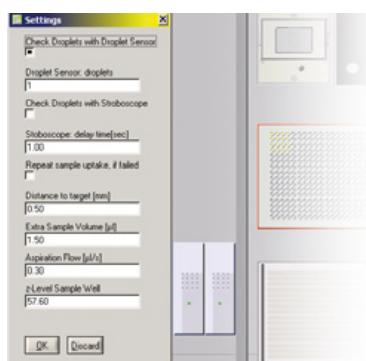 Settings
Check Droplets with Droplet Sensor
Droplet Sensor: droplets
1
Check Droplets with Stroboscope
Stoboscope: delay time[sec]
1.00
Repeat sample uptake, if failed
Distance to target [mm]
0.50
Extra Sample Volume [µl]
1.50
Aspiration Flow [µl/s]
0.30
z-Level Sample Well
57.60
OK Discard